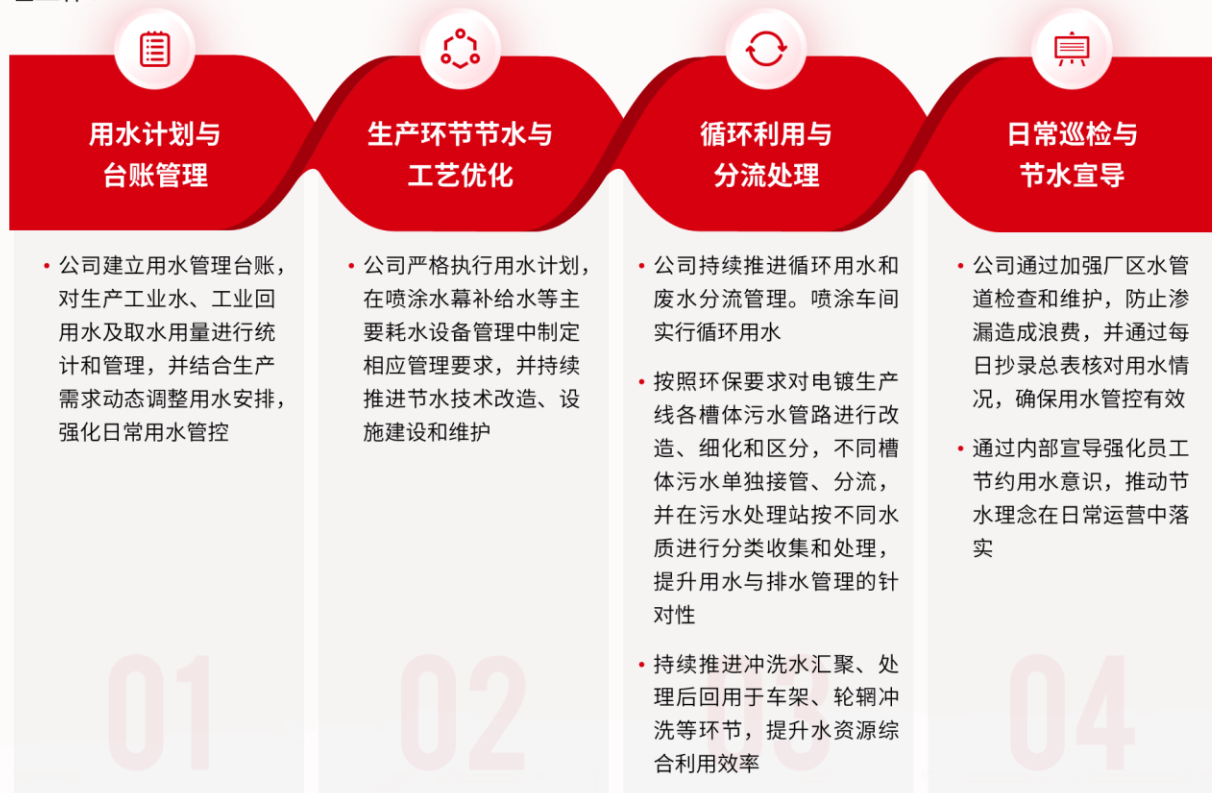 用水计划与
台账管理
• 公司建立用水管理台账，
对生产工业水、工业回
用水及取水用量进行统
计和管理，并结合生产
需求动态调整用水安排，
强化日常用水管控
01
生产环节节水与
工艺优化
• 公司严格执行用水计划，
在喷涂水幕补给水等主
要耗水设备管理中制定
相应管理要求，并持续
推进节水技术改造、设
施建设和维护
02
循环利用与
分流处理
• 公司持续推进循环用水和
废水分流管理。喷涂车间
实行循环用水
• 按照环保要求对电镀生产
线各槽体污水管路进行改
造、细化和区分，不同槽
体污水单独接管、分流，
并在污水处理站按不同水
质进行分类收集和处理，
提升用水与排水管理的针
对性
• 持续推进冲洗水汇聚、处
理后回用于车架、轮辋冲
洗等环节，提升水资源综
合利用效率
03
日常巡检与
节水宣导
• 公司通过加强厂区水管
道检查和维护，防止渗
漏造成浪费，并通过每
日抄录总表核对用水情
况，确保用水管控有效
• 通过内部宣导强化员工
节约用水意识，推动节
水理念在日常运营中落
实
04